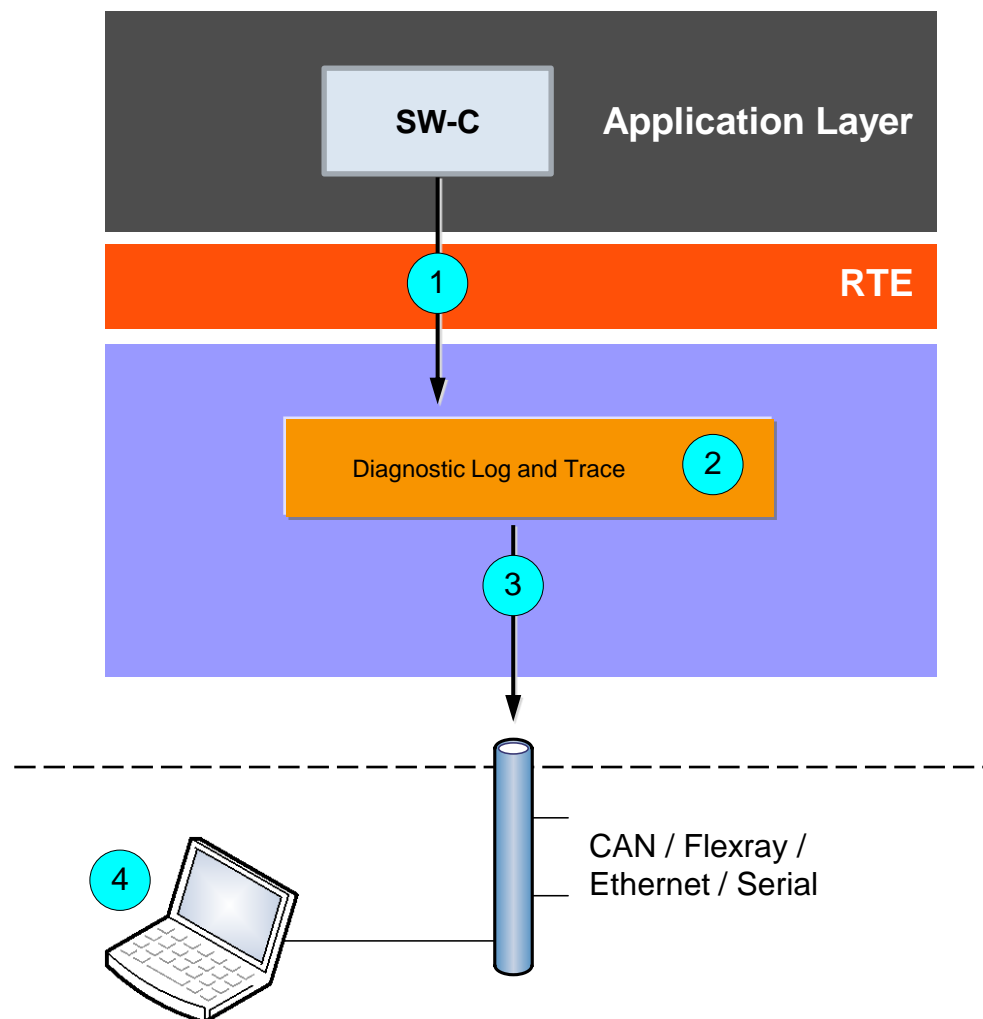 SW-C
Application Layer
1
RTE
Diagnostic Log and Trace
2
3
CAN / Flexray /
Ethernet / Serial
4